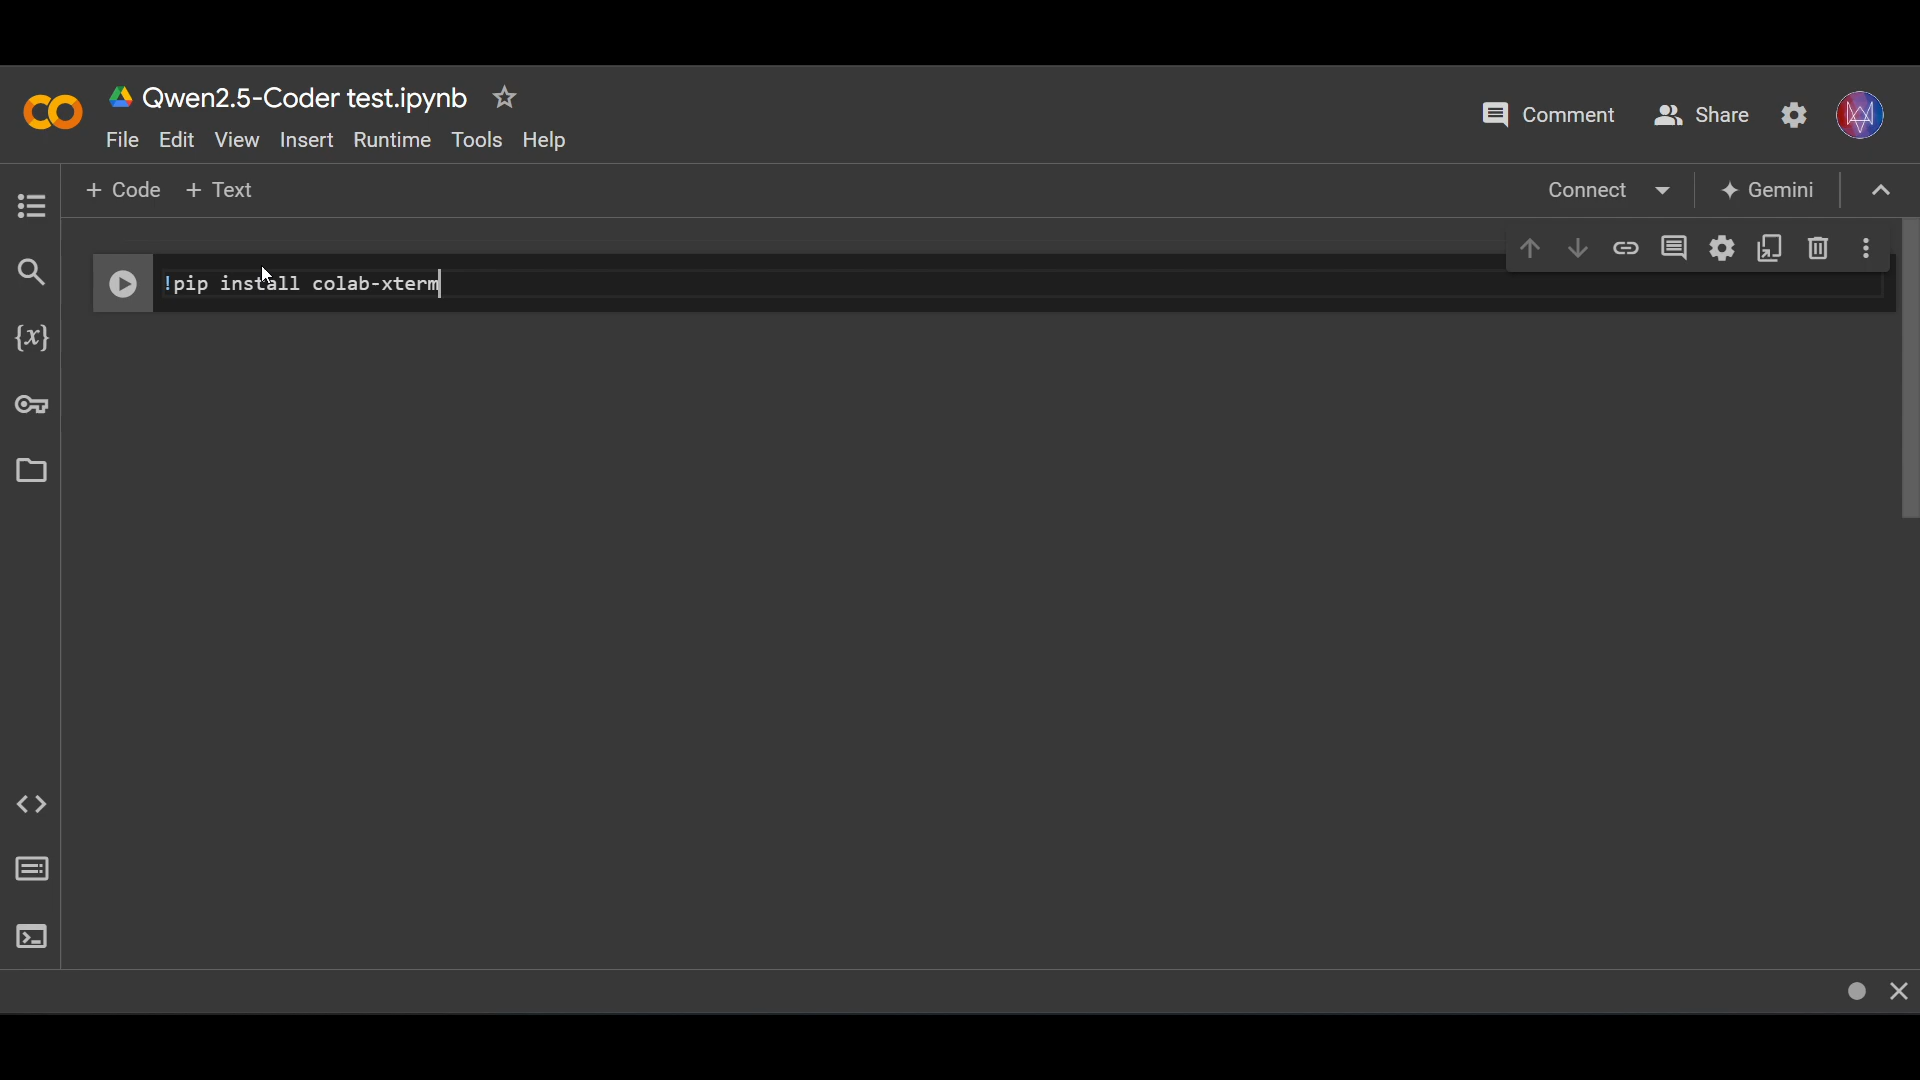 Qwen2.5-Coder test.ipynb
File Edit View Insert Runtime Tools Help
Comment Share
+ Code + Text
Connect Gemini
{x}
!pip install colab-xterm